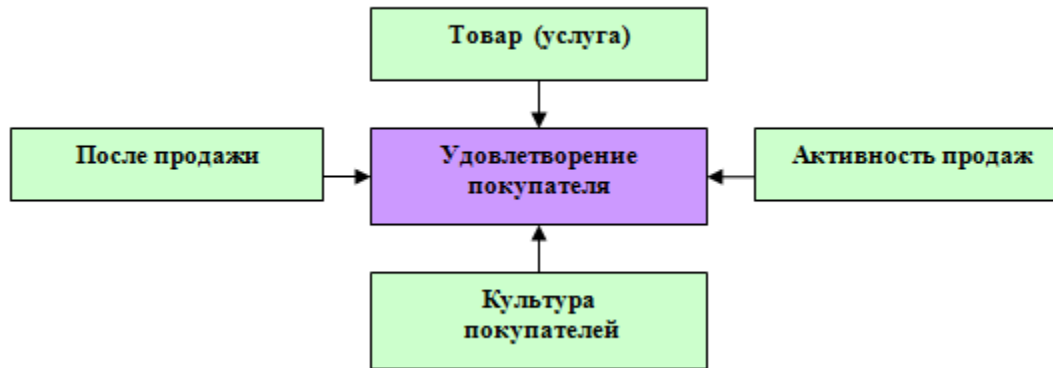 Товар (услуга)
После продажи
Удовлетворение
покупателя
Активность продаж
Культура
покупателей